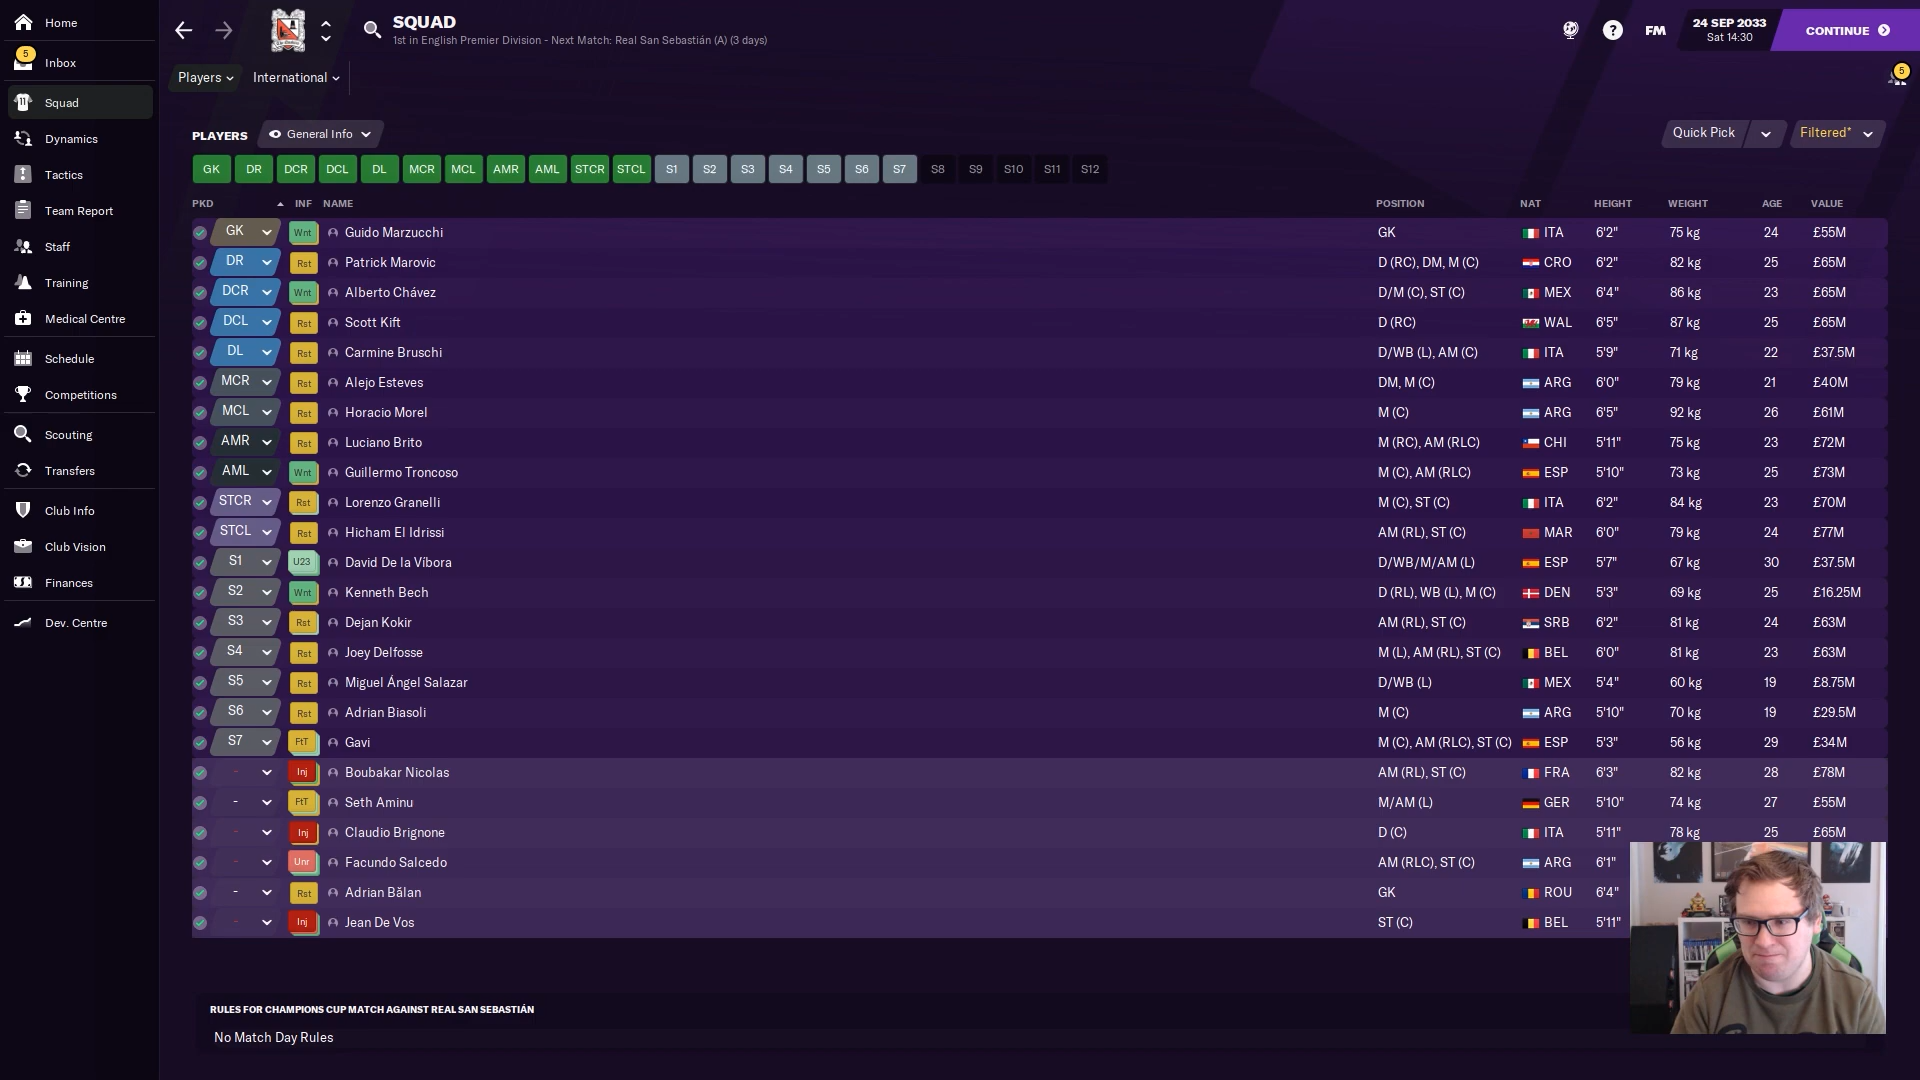 Home
5
Inbox
Squad
Dynamics
Tactics
Team Report
Staff
Training
Medical Centre
Schedule
Competitions
Scouting
Transfers
Club Info
Club Vision
Finances
Dev. Centre
SQUAD
1st in English Premier Division - Next Match: Real San Sebastián (A) (3 days)
? FM
24 SEP 2033
Sat 14:30
CONTINUE
Players International
5
PLAYERS General Info
Quick Pick Filtered*
GK DR DCR DCL DL MCR MCL AMR AML STCR STCL S1 S2 S3 S4 S5 S6 S7 S8 S9 S10 S11 S12
PKD INF NAME POSITION NAT HEIGHT WEIGHT AGE VALUE
GK Wnt Guido Marzucchi GK ITA 6'2" 75 kg 24 £55M
DR Rst Patrick Marovic D (RC), DM, M (C) CRO 6'2" 82 kg 25 £65M
DCR Wnt Alberto Chávez D/M (C), ST (C) MEX 6'4" 86 kg 23 £65M
DCL Rst Scott Kift D (RC) WAL 6'5" 87 kg 25 £65M
DL Rst Carmine Bruschi D/WB (L), AM (C) ITA 5'9" 71 kg 22 £37.5M
MCR Rst Alejo Esteves DM, M (C) ARG 6'0" 79 kg 21 £40M
MCL Rst Horacio Morel M (C) ARG 6'5" 92 kg 26 £61M
AMR Rst Luciano Brito M (RC), AM (RLC) CHI 5'11" 75 kg 23 £72M
AML Wnt Guillermo Troncoso M (C), AM (RLC) ESP 5'10" 73 kg 25 £73M
STCR Rst Lorenzo Granelli M (C), ST (C) ITA 6'2" 84 kg 23 £70M
STCL Rst Hicham El Idrissi AM (RL), ST (C) MAR 6'0" 79 kg 24 £77M
S1 U23 David De la Víbora D/WB/M/AM (L) ESP 5'7" 67 kg 30 £37.5M
S2 Wnt Kenneth Bech D (RL), WB (L), M (C) DEN 5'3" 69 kg 25 £16.25M
S3 Rst Dejan Kokir AM (RL), ST (C) SRB 6'2" 81 kg 24 £63M
S4 Rst Joey Delfosse M (L), AM (RL), ST (C) BEL 6'0" 81 kg 23 £63M
S5 Rst Miguel Ángel Salazar D/WB (L) MEX 5'4" 60 kg 19 £8.75M
S6 Rst Adrian Biasoli M (C) ARG 5'10" 70 kg 19 £29.5M
S7 FtT Gavi M (C), AM (RLC), ST (C) ESP 5'3" 56 kg 29 £34M
- Inj Boubakar Nicolas AM (RL), ST (C) FRA 6'3" 82 kg 28 £78M
- FtT Seth Aminu M/AM (L) GER 5'10" 74 kg 27 £55M
- Inj Claudio Brignone D (C) ITA 5'11" 78 kg 25 £65M
- Unr Facundo Salcedo AM (RLC), ST (C) ARG 6'1"
- Rst Adrian Bălan GK ROU 6'4"
- Inj Jean De Vos ST (C) BEL 5'11"
RULES FOR CHAMPIONS CUP MATCH AGAINST REAL SAN SEBASTIÁN
No Match Day Rules